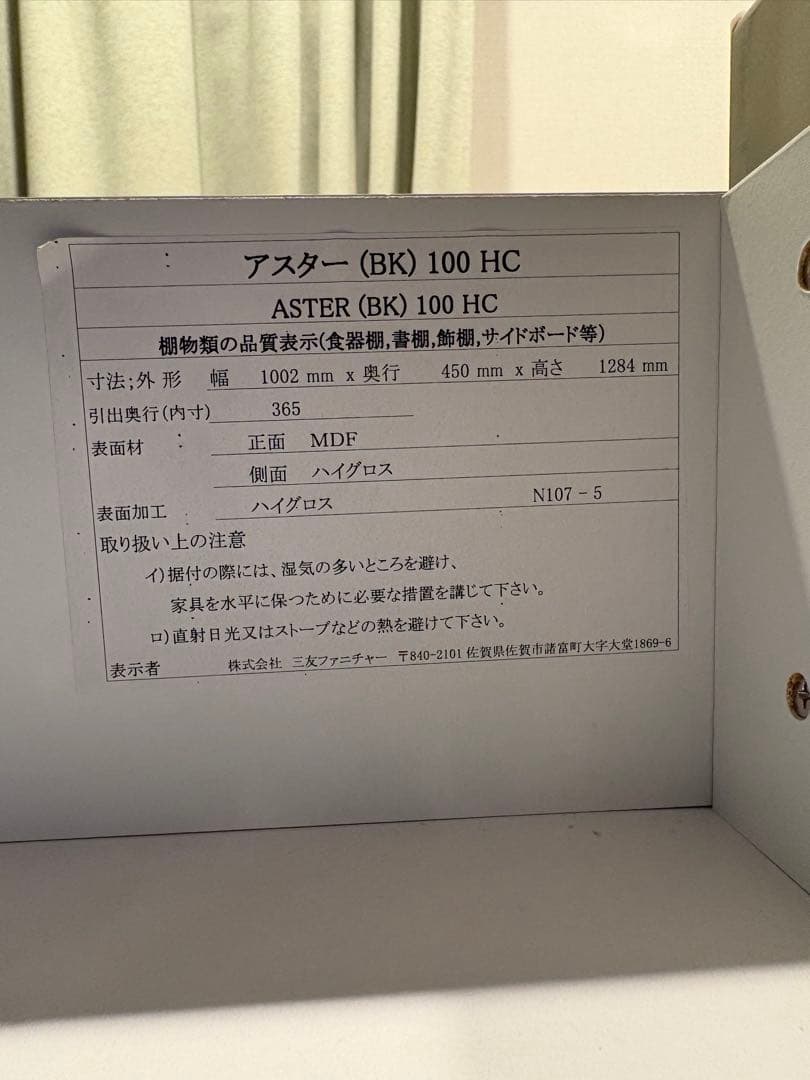 アスター (BK) 100 HC
ASTER (BK) 100 HC
棚物類の品質表示(食器棚,書棚,飾棚,サイドボード等)
寸法;外 形 幅 1002 mm x 奥行 450 mm x 高さ 1284 mm
引出奥行(内寸) 365
表面材 : 正面 MDF
側面 ハイグロス
表面加工 : ハイグロス N107 - 5
取り扱い上の注意
イ)据付の際には、湿気の多いところを避け、
家具を水平に保つために必要な措置を講じて下さい。
ロ)直射日光又はストーブなどの熱を避けて下さい。
表示者 株式会社 三友ファニチャー 〒840-2101 佐賀県佐賀市諸富町大字大堂1869-6